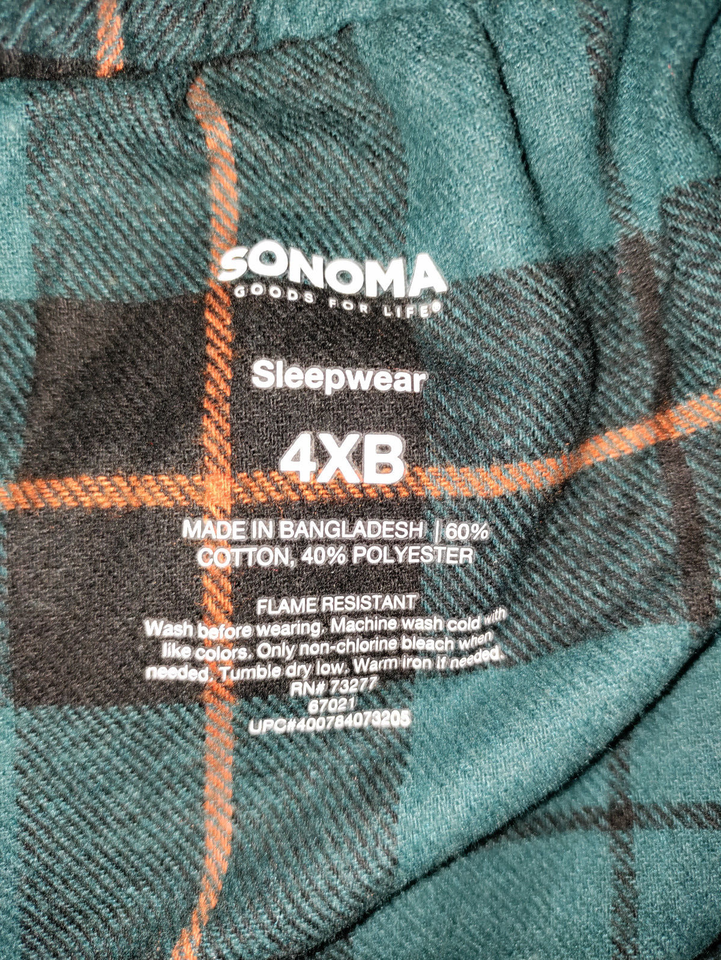 SONOMA
GOODS FOR LIFE®
Sleepwear
4XB
MADE IN BANGLADESH | 60%
COTTON, 40% POLYESTER
FLAME RESISTANT
Wash before wearing. Machine wash cold with
like colors. Only non-chlorine bleach when
needed. Tumble dry low. Warm iron if needed.
RN# 73277
67021
UPC#400784073205